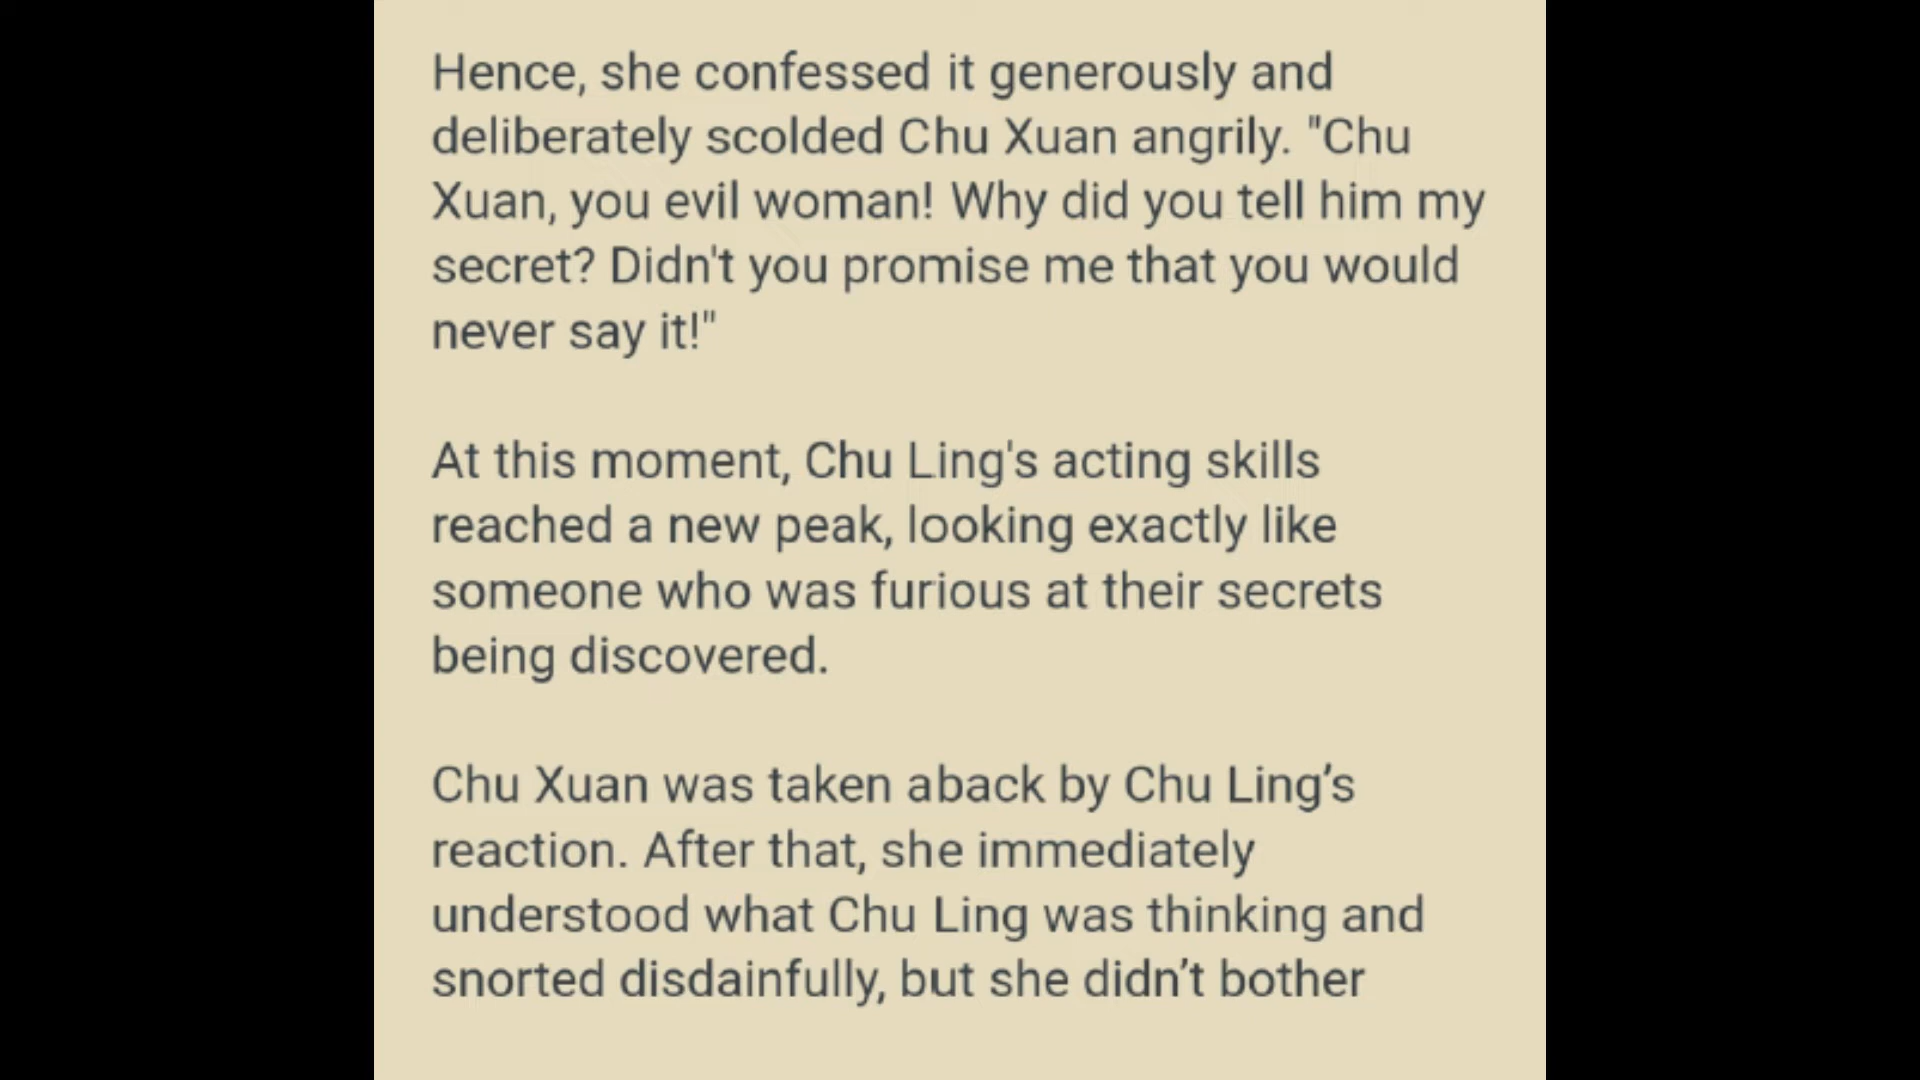 Hence, she confessed it generously and
deliberately scolded Chu Xuan angrily. "Chu
Xuan, you evil woman! Why did you tell him my
secret? Didn't you promise me that you would
never say it!"
At this moment, Chu Ling's acting skills
reached a new peak, looking exactly like
someone who was furious at their secrets
being discovered.
Chu Xuan was taken aback by Chu Ling’s
reaction. After that, she immediately
understood what Chu Ling was thinking and
snorted disdainfully, but she didn’t bother